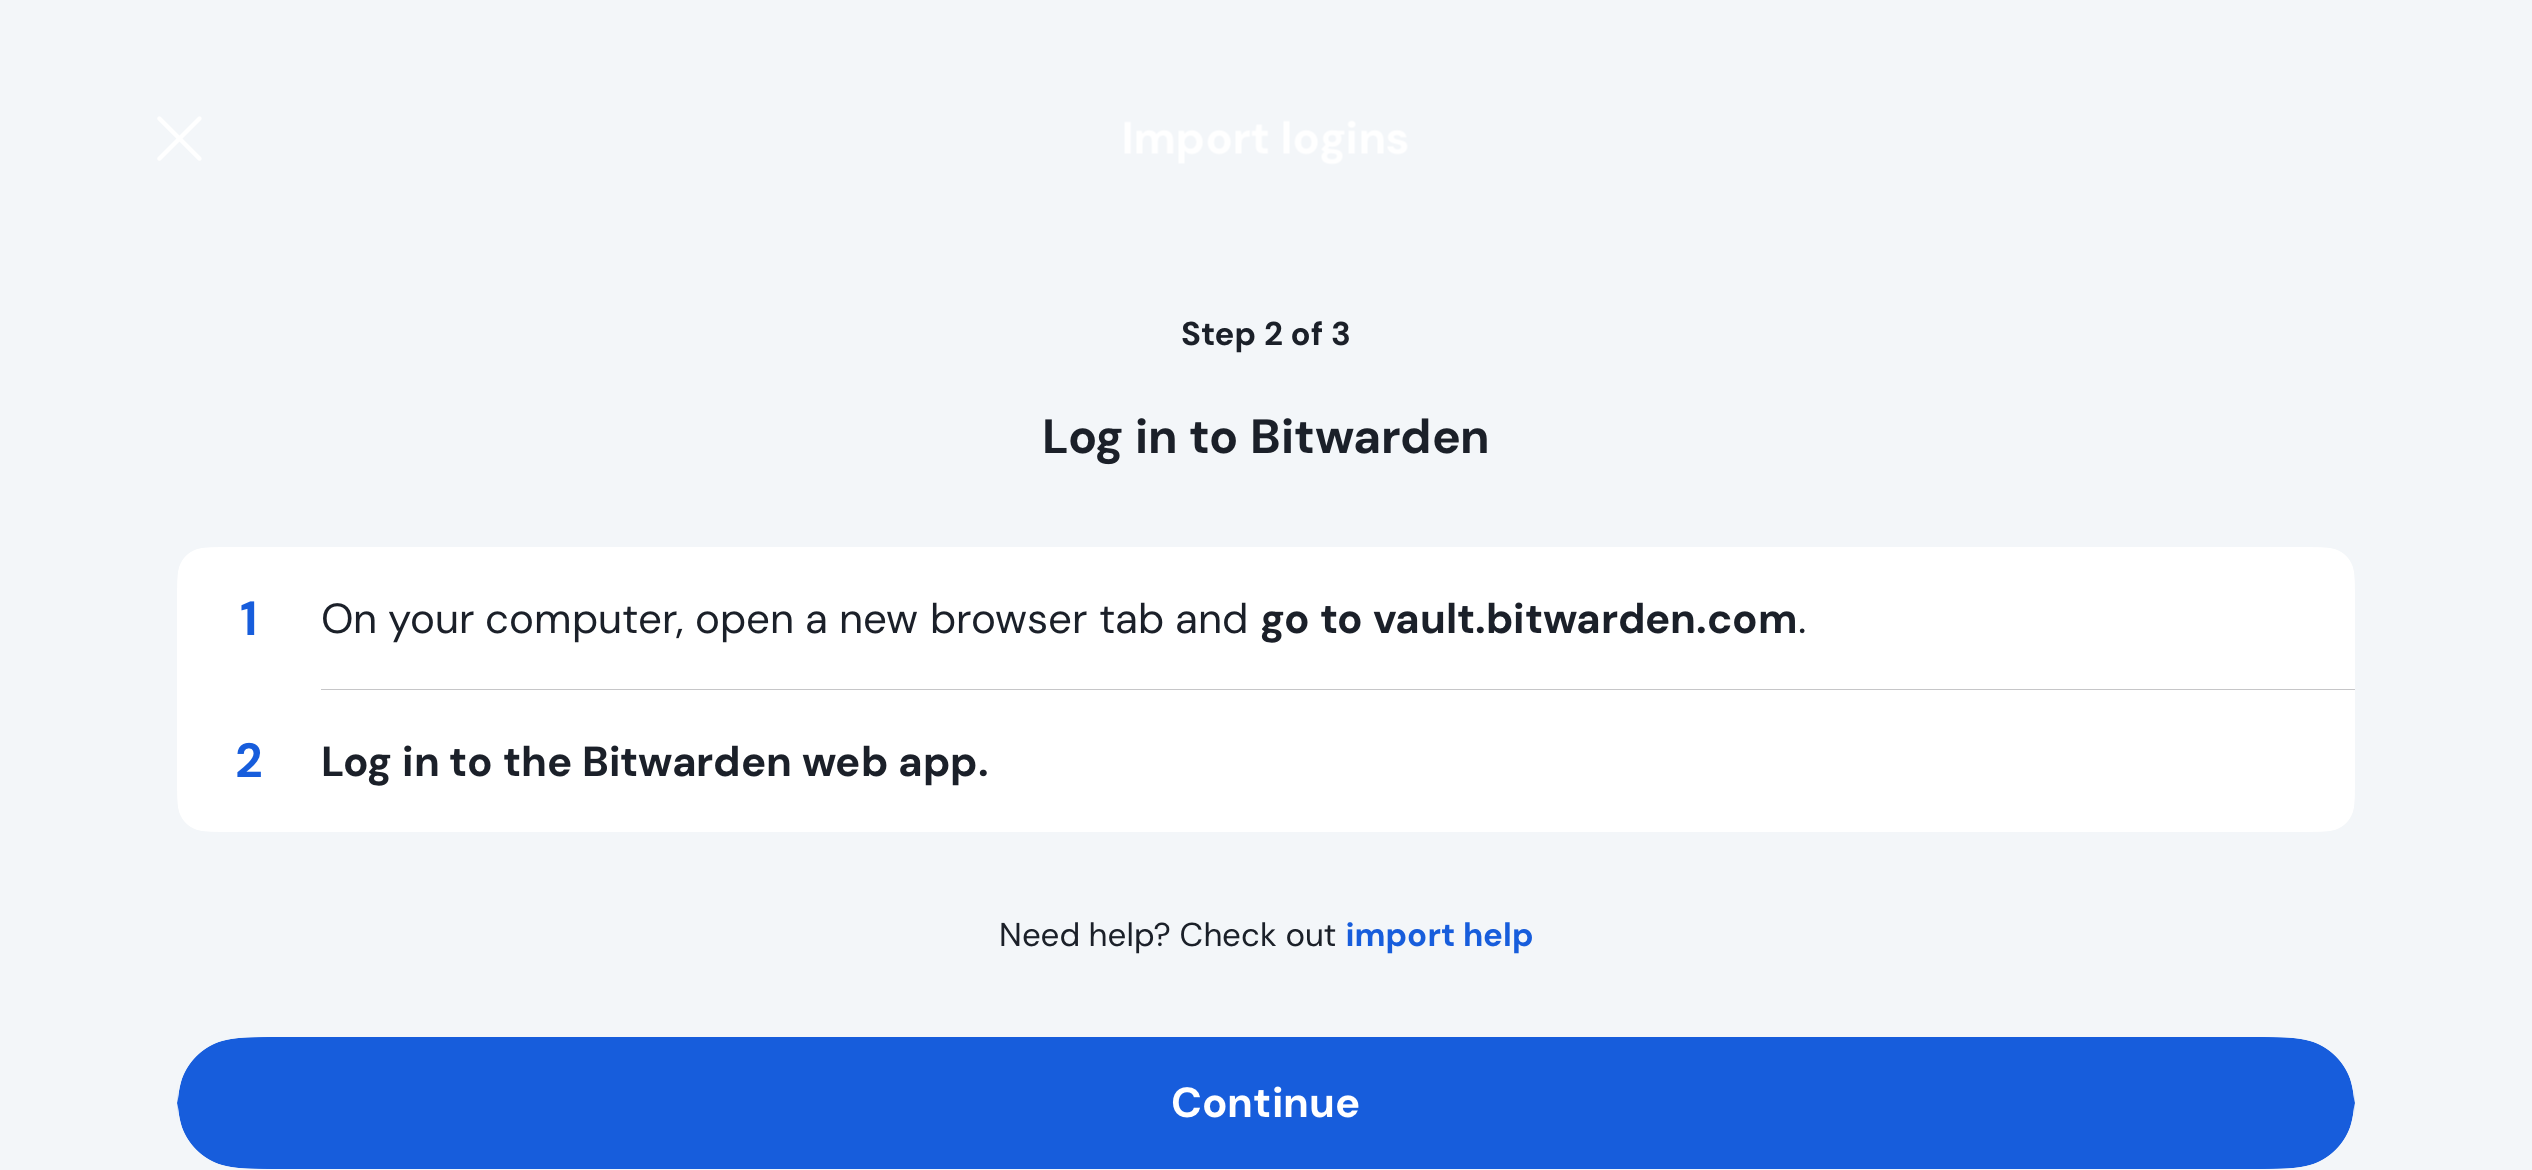 Import logins
Step 2 of 3
Log in to Bitwarden
1 On your computer, open a new browser tab and go to vault.bitwarden.com.
2 Log in to the Bitwarden web app.
Need help? Check out import help
Continue